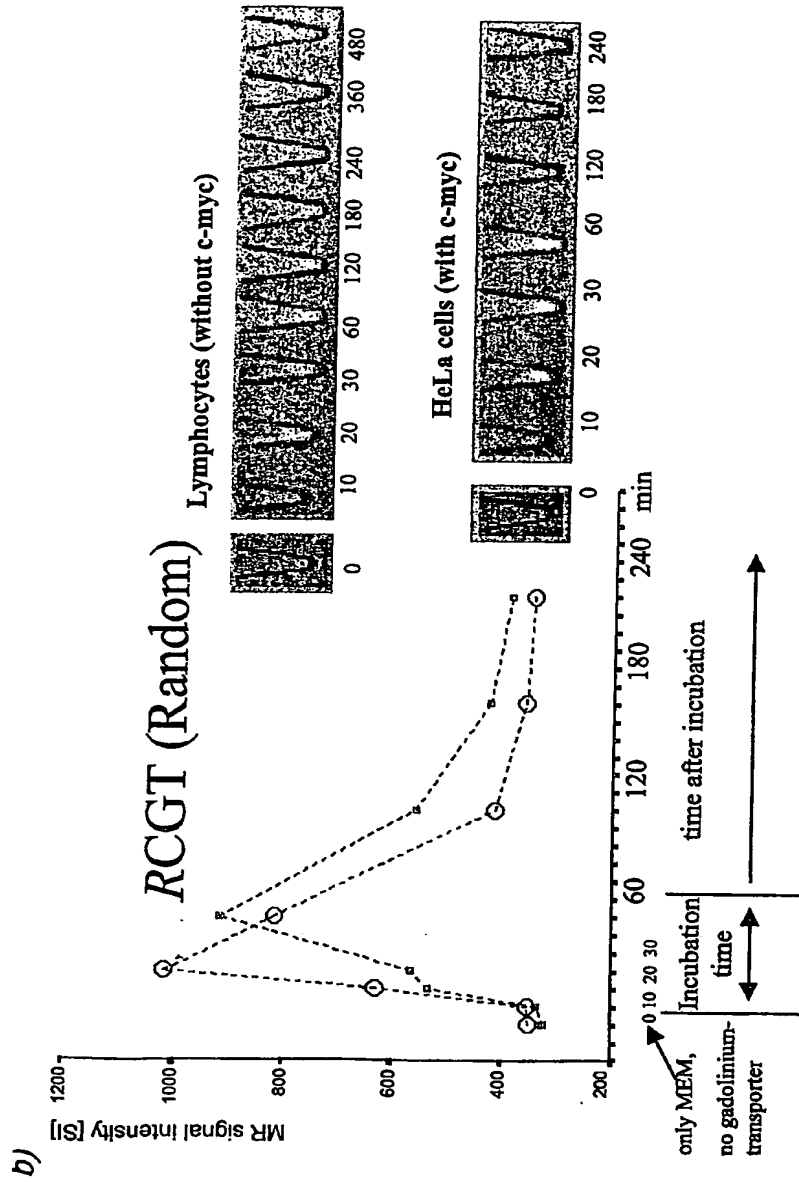 b)
RCGT (Random)
MR signal intensity [SI]
1200
1000
800
600
400
200
0 10 20 30
60
120
180
240
min
only MEM,
no gadolinium-
transporter
Incubation
time
time after incubation
Lymphocytes (without c-myc)
0 10 20 30 60 120 180 240 360 480
HeLa cells (with c-myc)
0 10 20 30 60 120 180 240